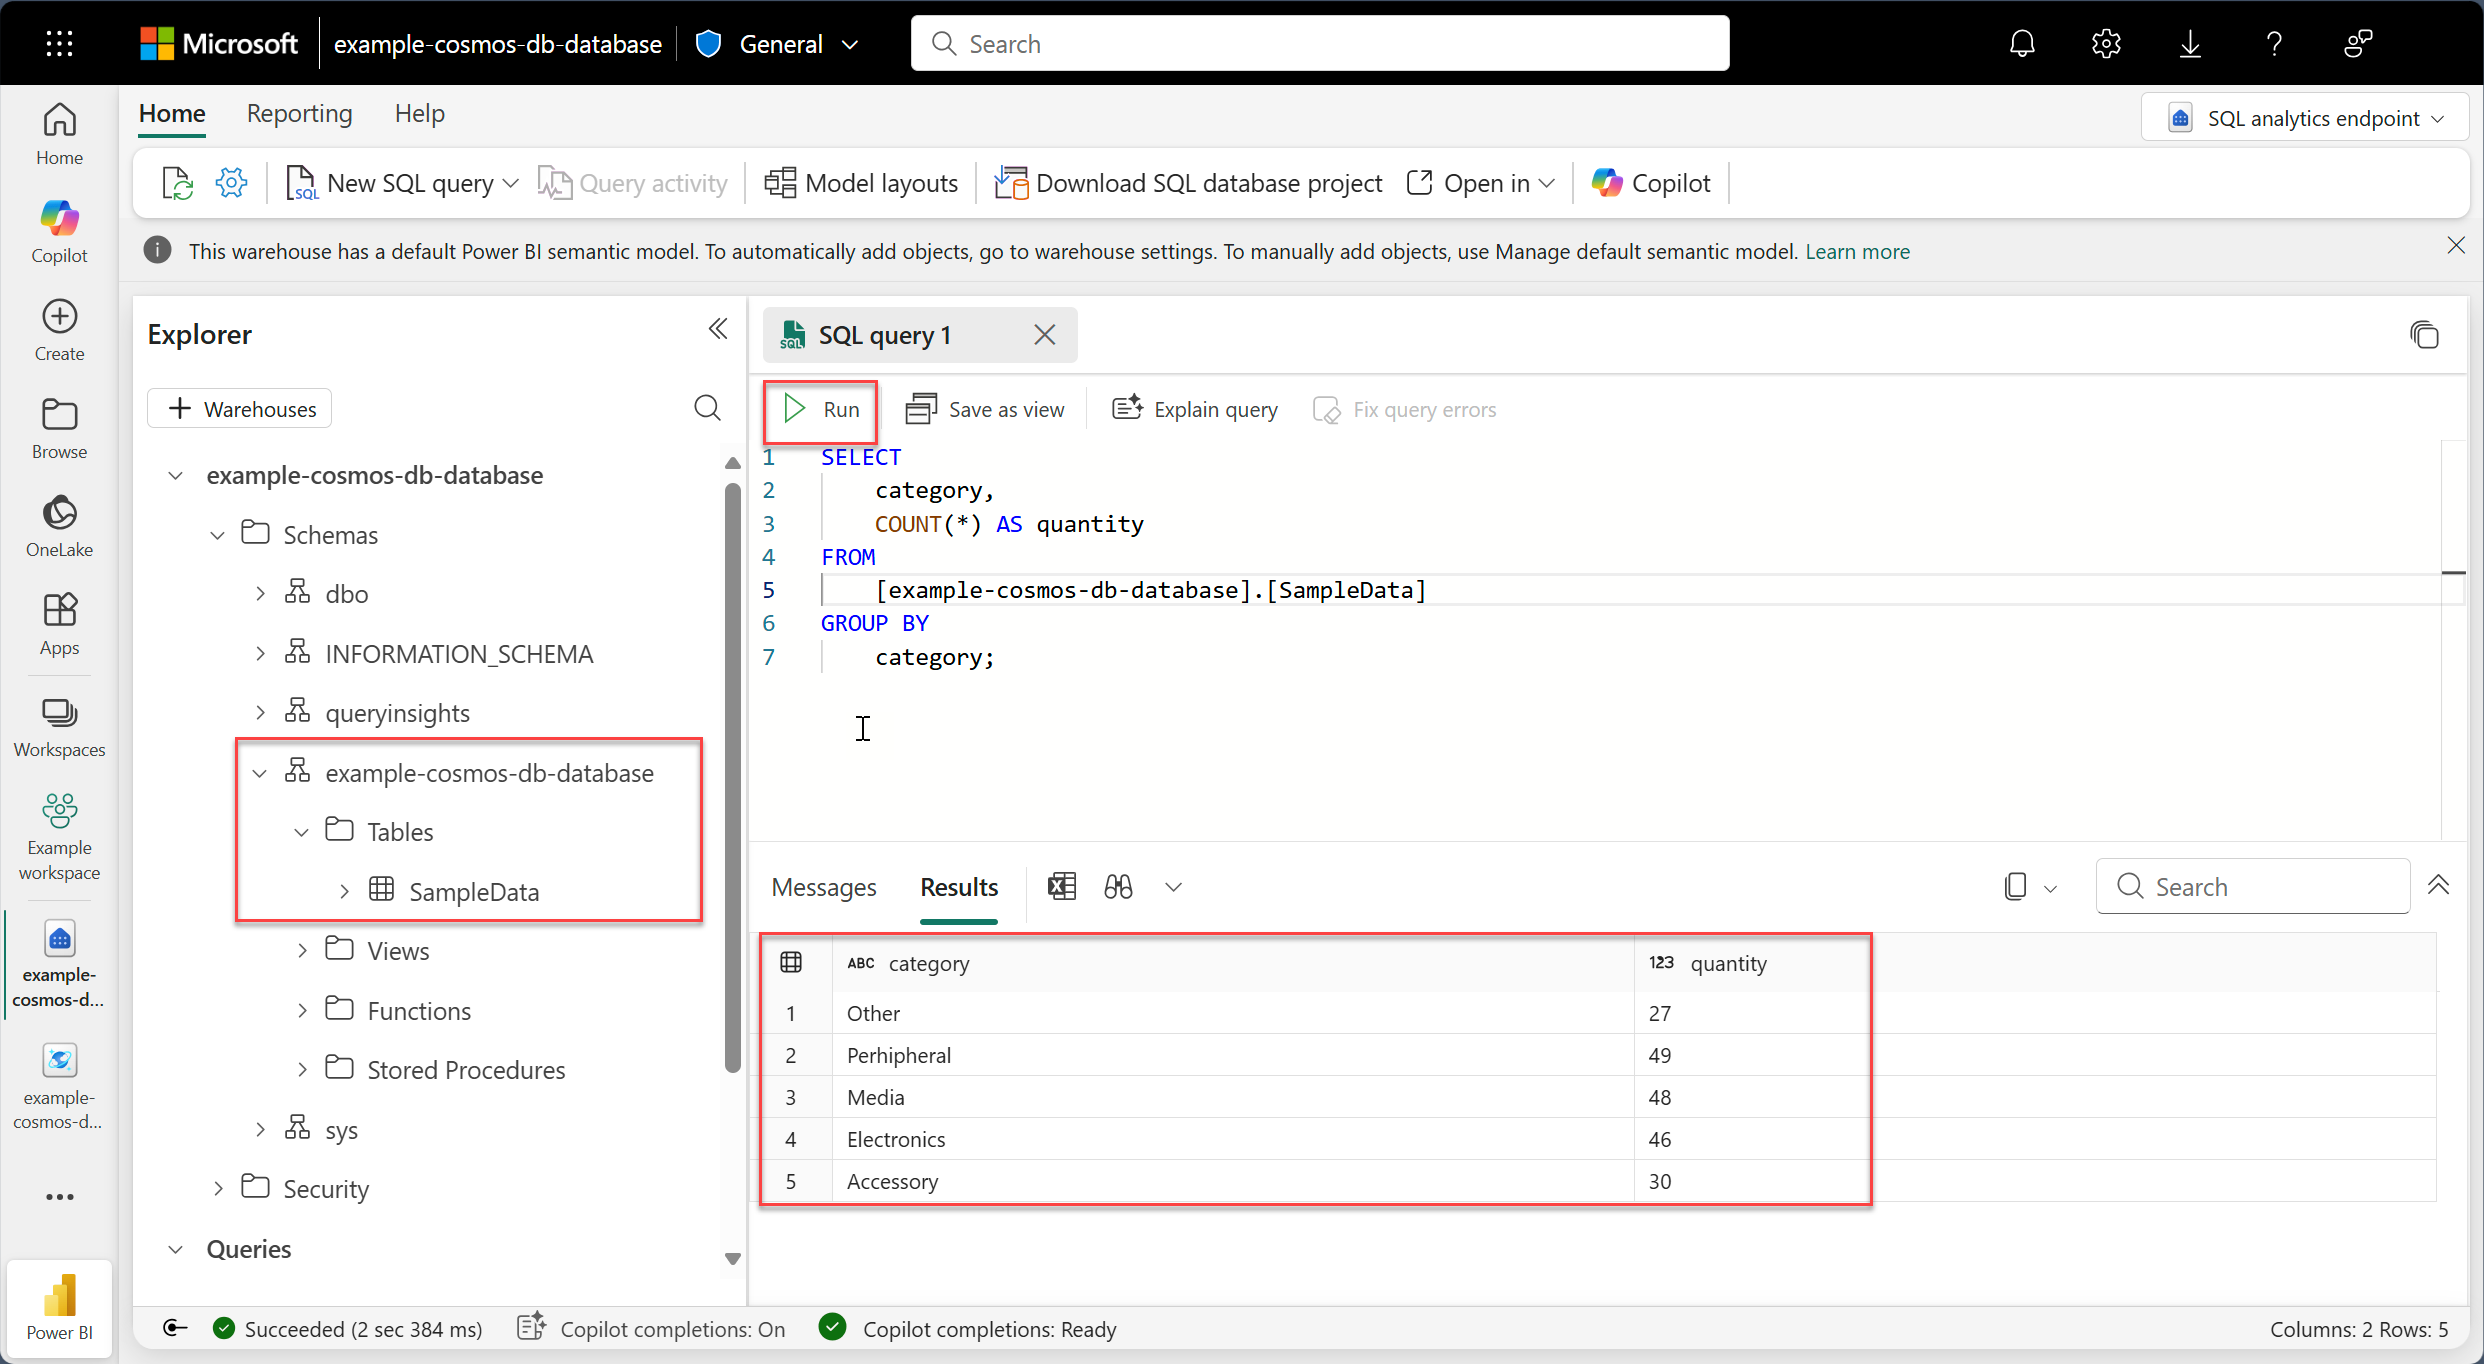 Microsoft example-cosmos-db-database General Search
Home Reporting Help SQL analytics endpoint
New SQL query Query activity Model layouts Download SQL database project Open in Copilot
This warehouse has a default Power BI semantic model. To automatically add objects, go to warehouse settings. To manually add objects, use Manage default semantic model. Learn more
Home
Copilot
Create
Browse
OneLake
Apps
Workspaces
Example
workspace
example-
cosmos-d...
example-
cosmos-d...
Power BI
Explorer
Warehouses
example-cosmos-db-database
Schemas
dbo
INFORMATION_SCHEMA
queryinsights
example-cosmos-db-database
Tables
SampleData
Views
Functions
Stored Procedures
sys
Security
Queries
SQL query 1
Run Save as view Explain query Fix query errors
1 SELECT
2 category,
3 COUNT(*) AS quantity
4 FROM
5 [example-cosmos-db-database].[SampleData]
6 GROUP BY
7 category;
Messages Results Search
ABC category 123 quantity
1 Other 27
2 Perhipheral 49
3 Media 48
4 Electronics 46
5 Accessory 30
Succeeded (2 sec 384 ms) Copilot completions: On Copilot completions: Ready Columns: 2 Rows: 5